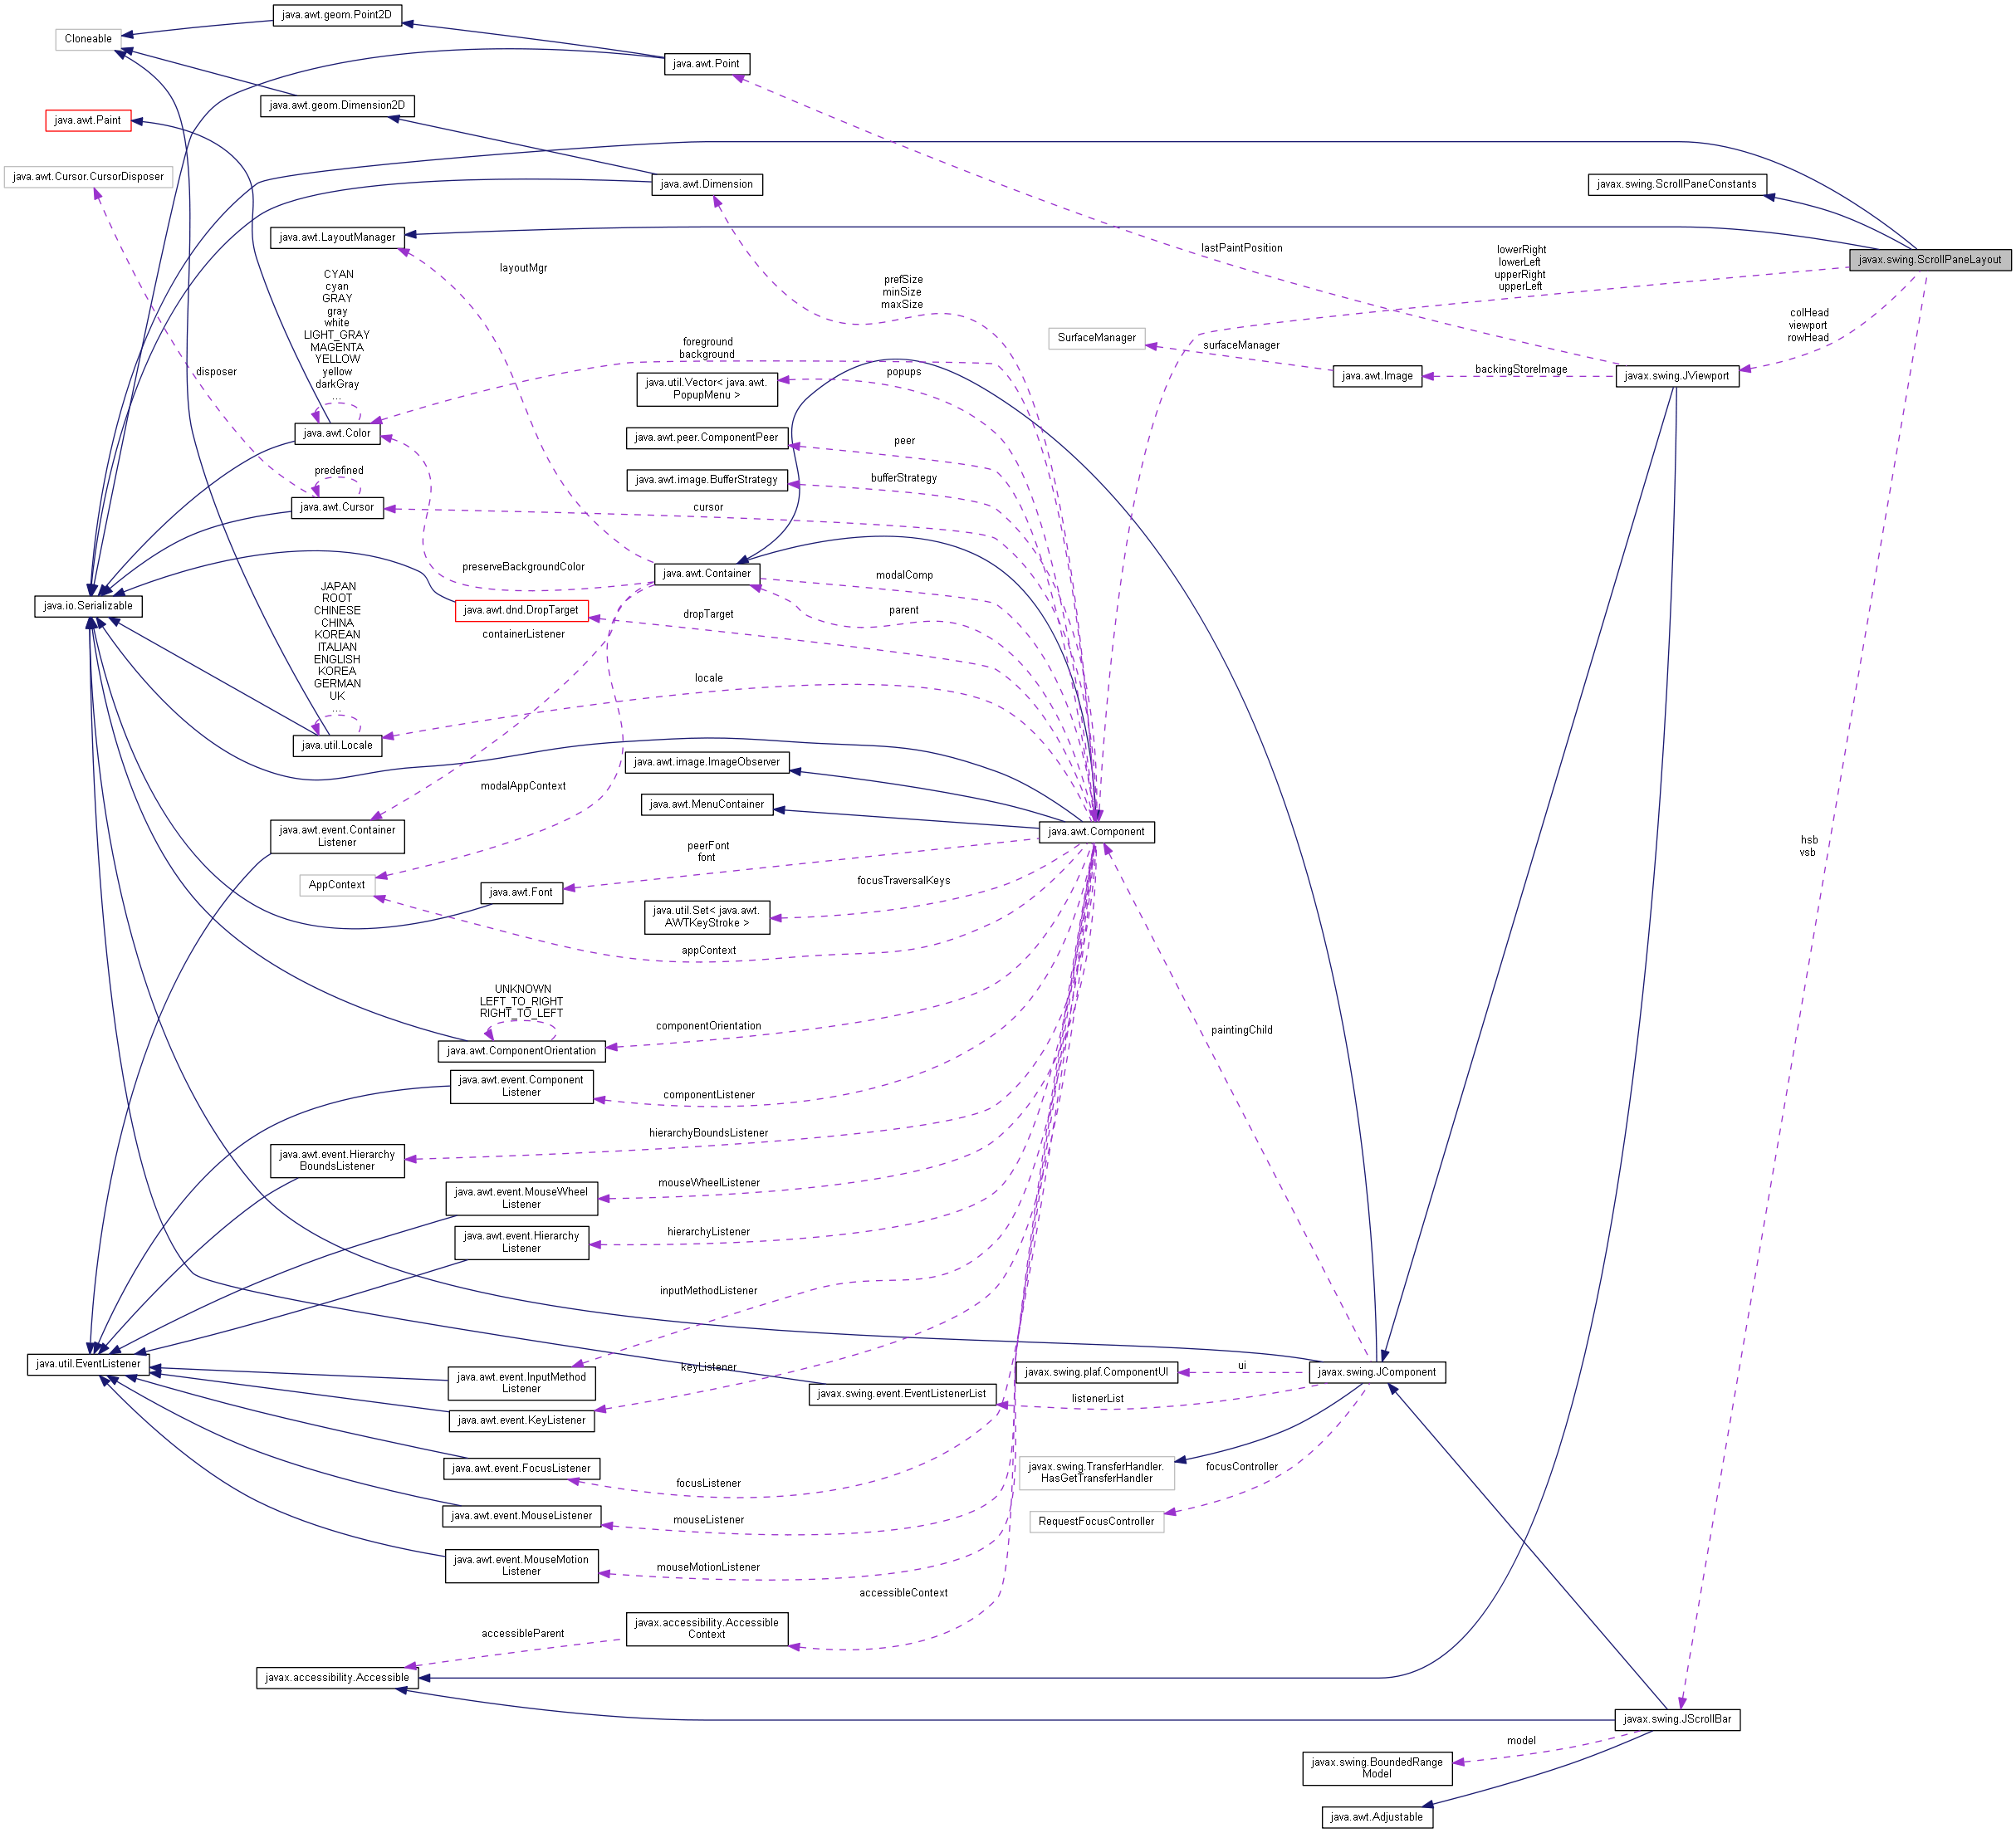 java.awt.geom.Point2D
Cloneable
java.awt.Point
java.awt.geom.Dimension2D
java.awt.Paint
java.awt.Cursor.CursorDisposer
java.awt.Dimension
javax.swing.ScrollPaneConstants
java.awt.LayoutManager
layoutMgr
lastPaintPosition
lowerRight
lowerLeft
upperRight
upperLeft
javax.swing.ScrollPaneLayout
CYAN
cyan
GRAY
gray
white
LIGHT_GRAY
MAGENTA
YELLOW
yellow
darkGray
...
prefSize
minSize
maxSize
colHead
viewport
rowHead
SurfaceManager
surfaceManager
foreground
background
disposer
java.util.Vector< java.awt.
PopupMenu >
popups
java.awt.Image
backingStoreImage
javax.swing.JViewport
java.awt.Color
java.awt.peer.ComponentPeer
peer
predefined
java.awt.image.BufferStrategy
bufferStrategy
java.awt.Cursor
cursor
preserveBackgroundColor
java.awt.Container
modalComp
java.io.Serializable
JAPAN
ROOT
CHINESE
CHINA
KOREAN
ITALIAN
ENGLISH
KOREA
GERMAN
UK
...
java.awt.dnd.DropTarget
dropTarget
parent
containerListener
locale
java.util.Locale
java.awt.image.ImageObserver
modalAppContext
java.awt.MenuContainer
java.awt.event.Container
Listener
java.awt.Component
peerFont
font
hsb
vsb
AppContext
java.awt.Font
focusTraversalKeys
java.util.Set< java.awt.
AWTKeyStroke >
appContext
UNKNOWN
LEFT_TO_RIGHT
RIGHT_TO_LEFT
componentOrientation
paintingChild
java.awt.ComponentOrientation
java.awt.event.Component
Listener
componentListener
java.awt.event.Hierarchy
BoundsListener
hierarchyBoundsListener
java.awt.event.MouseWheel
Listener
mouseWheelListener
java.awt.event.Hierarchy
Listener
hierarchyListener
inputMethodListener
java.util.EventListener
java.awt.event.InputMethod
Listener
keyListener
javax.swing.event.EventListenerList
javax.swing.plaf.ComponentUI
ui
javax.swing.JComponent
listenerList
java.awt.event.KeyListener
java.awt.event.FocusListener
focusListener
javax.swing.TransferHandler.
HasGetTransferHandler
focusController
java.awt.event.MouseListener
mouseListener
RequestFocusController
java.awt.event.MouseMotion
Listener
mouseMotionListener
accessibleContext
javax.accessibility.Accessible
Context
accessibleParent
javax.accessibility.Accessible
javax.swing.JScrollBar
model
javax.swing.BoundedRange
Model
java.awt.Adjustable